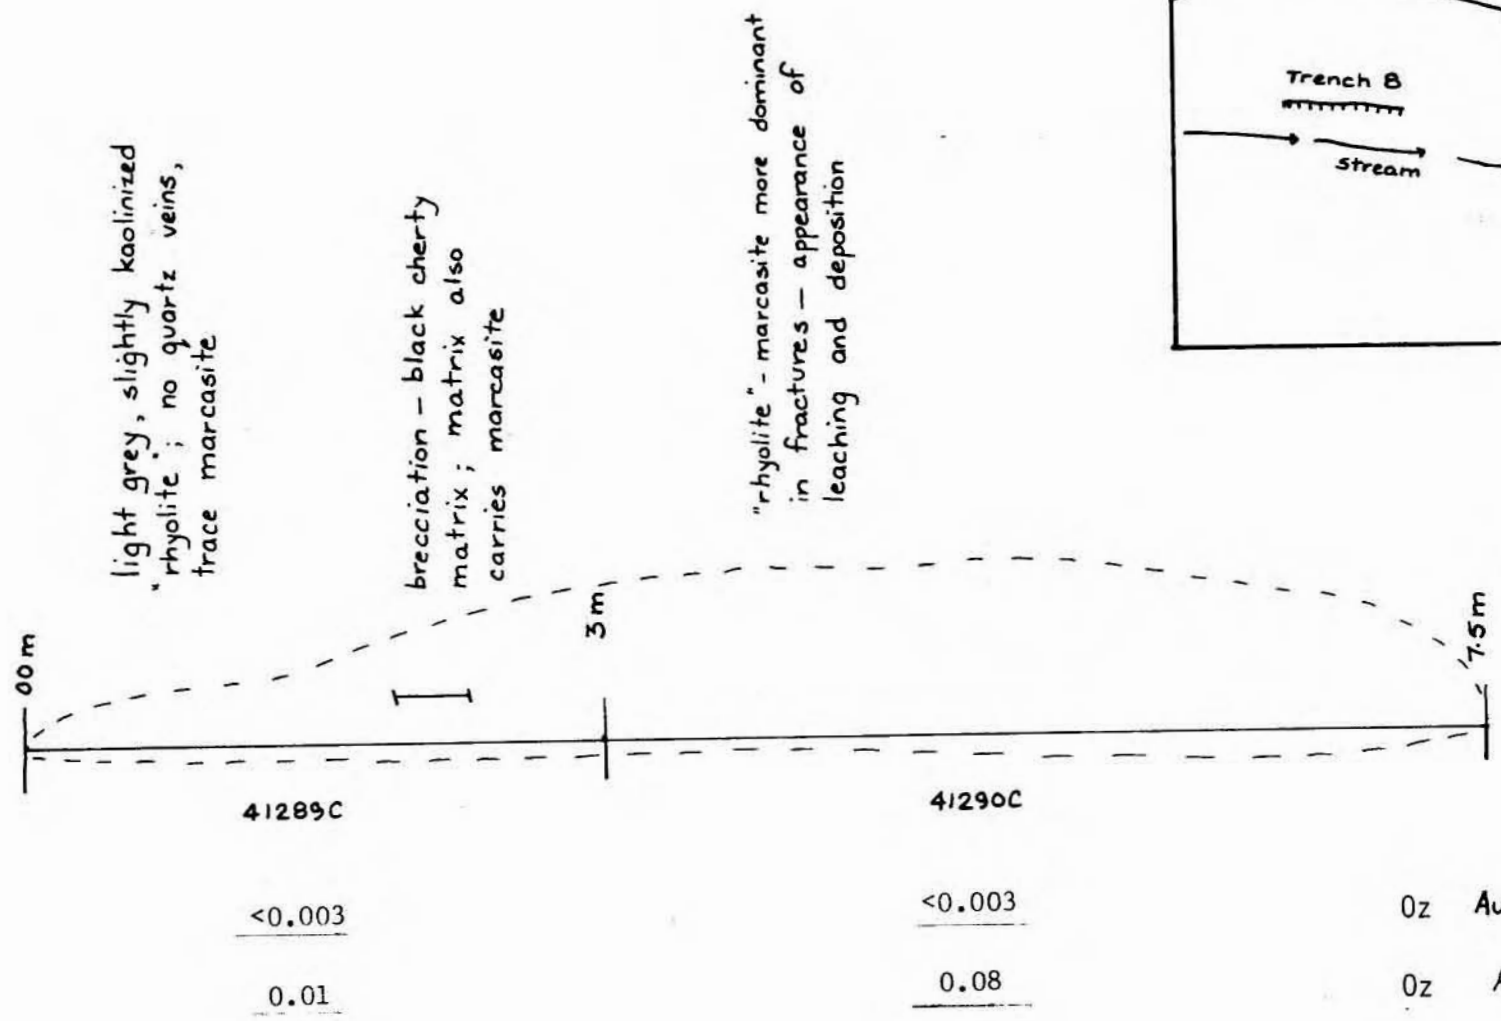 light grey, slightly kaolinized
"rhyolite"; no quartz veins,
trace marcasite
brecciation – black cherty
matrix; matrix also
carries marcasite
"rhyolite" - marcasite more dominant
in fractures – appearance of
leaching and deposition
Trench 8
stream
00 m
3 m
7.5 m
41289C
41290C
<0.003
<0.003
Oz Au
0.01
0.08
Oz A